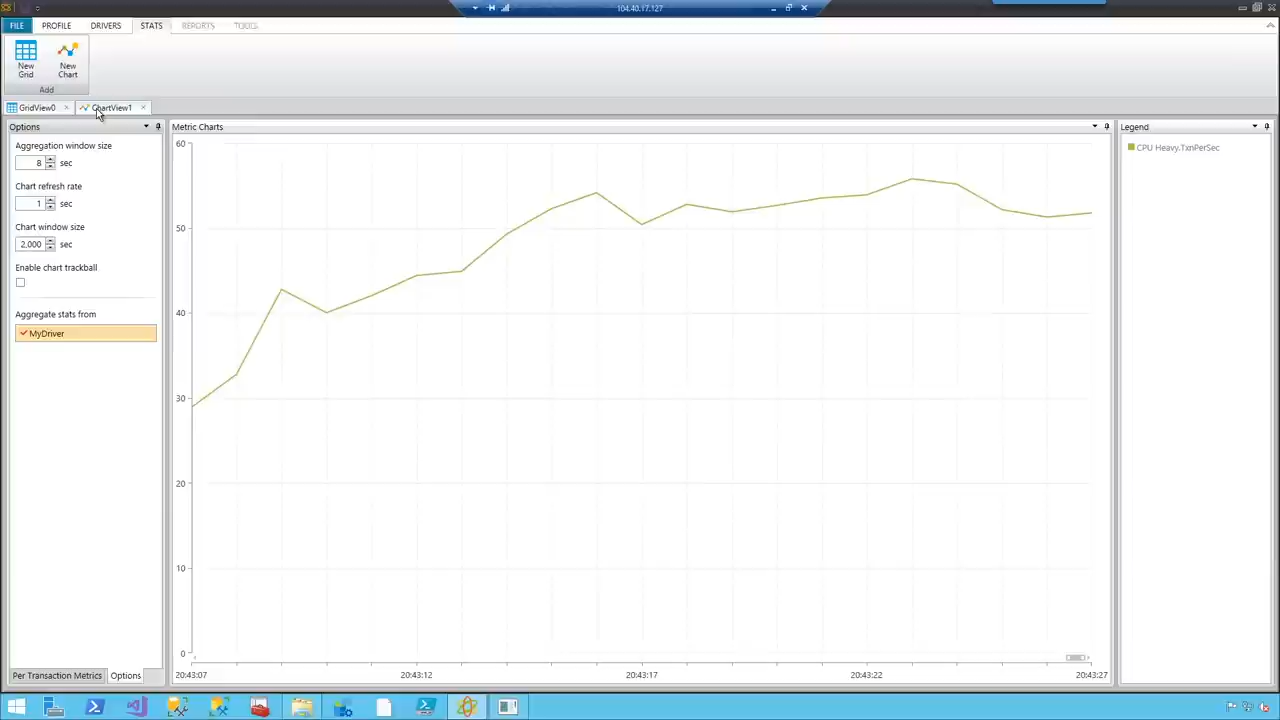 104.40.17.127
FILE PROFILE DRIVERS STATS REPORTS TOOLS
New Grid
New Chart
Add
GridView0 ChartView1
Options
Aggregation window size
8 sec
Chart refresh rate
1 sec
Chart window size
2.000 sec
Enable chart trackball
Aggregate stats from
MyDriver
Per Transaction Metrics Options
Metric Charts
60
50
40
30
20
10
0
20:43:07 20:43:12 20:43:17 20:43:22 20:43:27
Legend
CPU Heavy.TxnPerSec